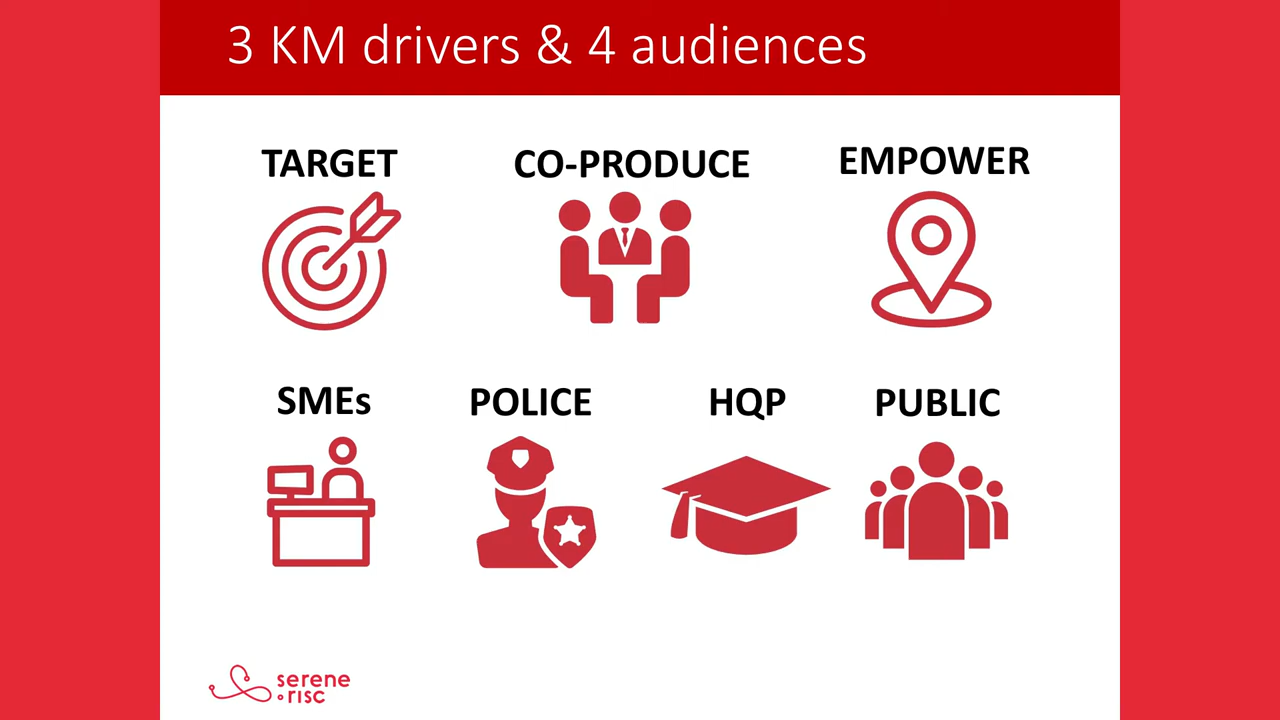 3 KM drivers & 4 audiences
TARGET
CO-PRODUCE
EMPOWER
SMEs
POLICE
HQP
PUBLIC
serene
risc